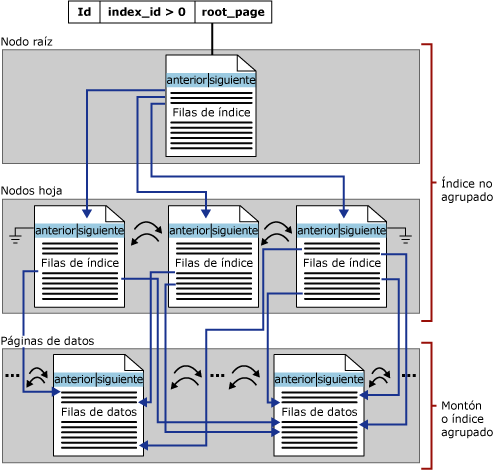 Id index_id > 0 root_page
Nodo raíz
anterior siguiente
Filas de índice
Índice no
agrupado
Nodos hoja
anterior siguiente anterior siguiente anterior siguiente
Filas de índice Filas de índice Filas de índice
Páginas de datos
... ... ...
anterior siguiente anterior siguiente
Filas de datos Filas de datos
Montón
o índice
agrupado